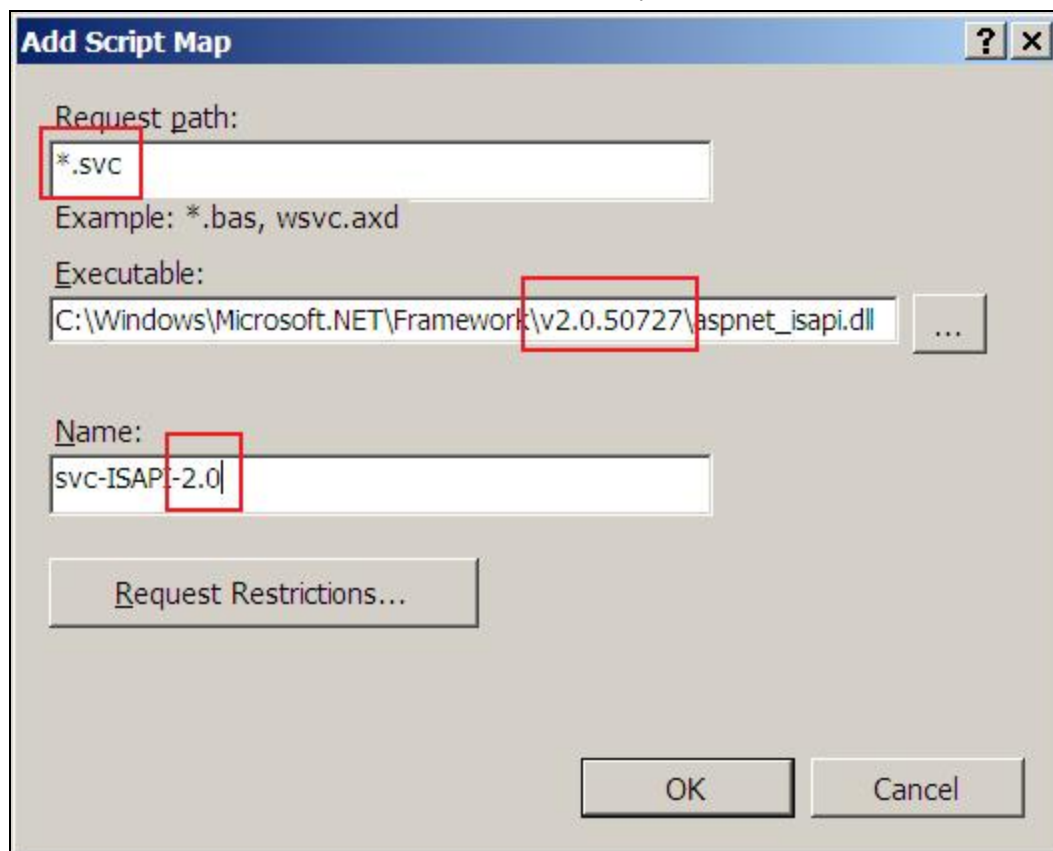 Add Script Map
Request path:
*.svc
Example: *.bas, wsvc.axd
Executable:
C:\Windows\Microsoft.NET\Framework\v2.0.50727\aspnet_isapi.dll
...
Name:
svc-ISAPI-2.0
Request Restrictions...
OK Cancel